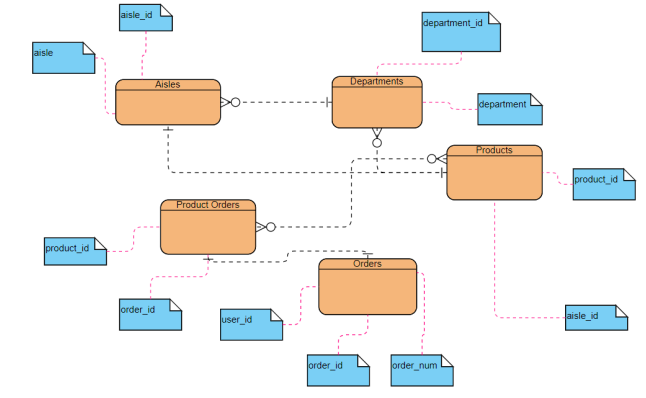 aisle_id
department_id
aisle
Aisles
Departments
department
Products
product_id
Product Orders
product_id
Orders
order_id
user_id
aisle_id
order_id
order_num